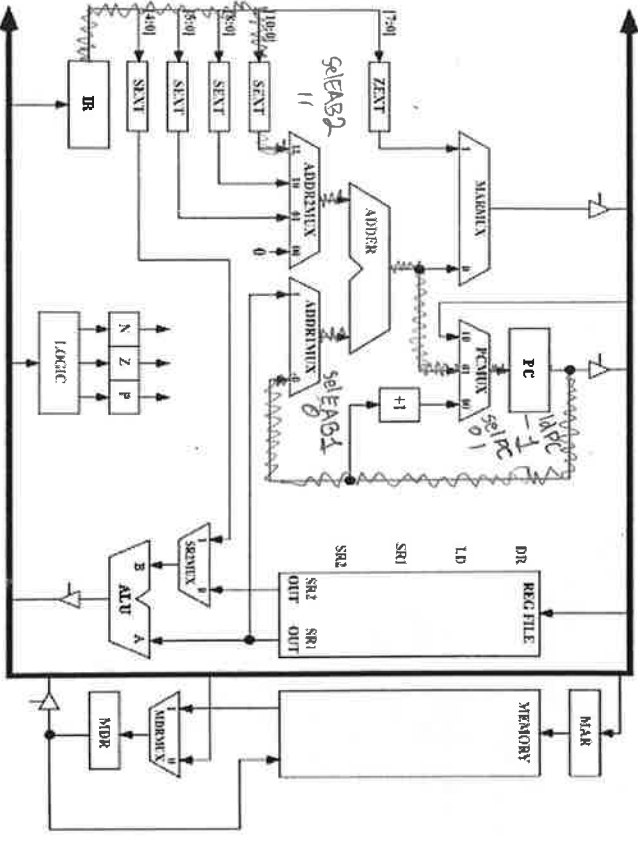 MARMUX
1
0
PC
ldPC
-1
PCMUX
10
01
00
selPC
01
+1
REG FILE
DR
LD
SR1
SR2
SR2
OUT
SR1
OUT
MAR
MEMORY
[7:0]
ZEXT
ADDER
selEAB2
11
ADDR2MUX
11
10
01
00
0
ADDR1MUX
1
0
selEAB1
0
[10:0]
SEXT
[8:0]
SEXT
[5:0]
SEXT
[4:0]
SEXT
IR
N
Z
P
LOGIC
SR2MUX
1
0
B
A
ALU
MDRMUX
1
0
MDR